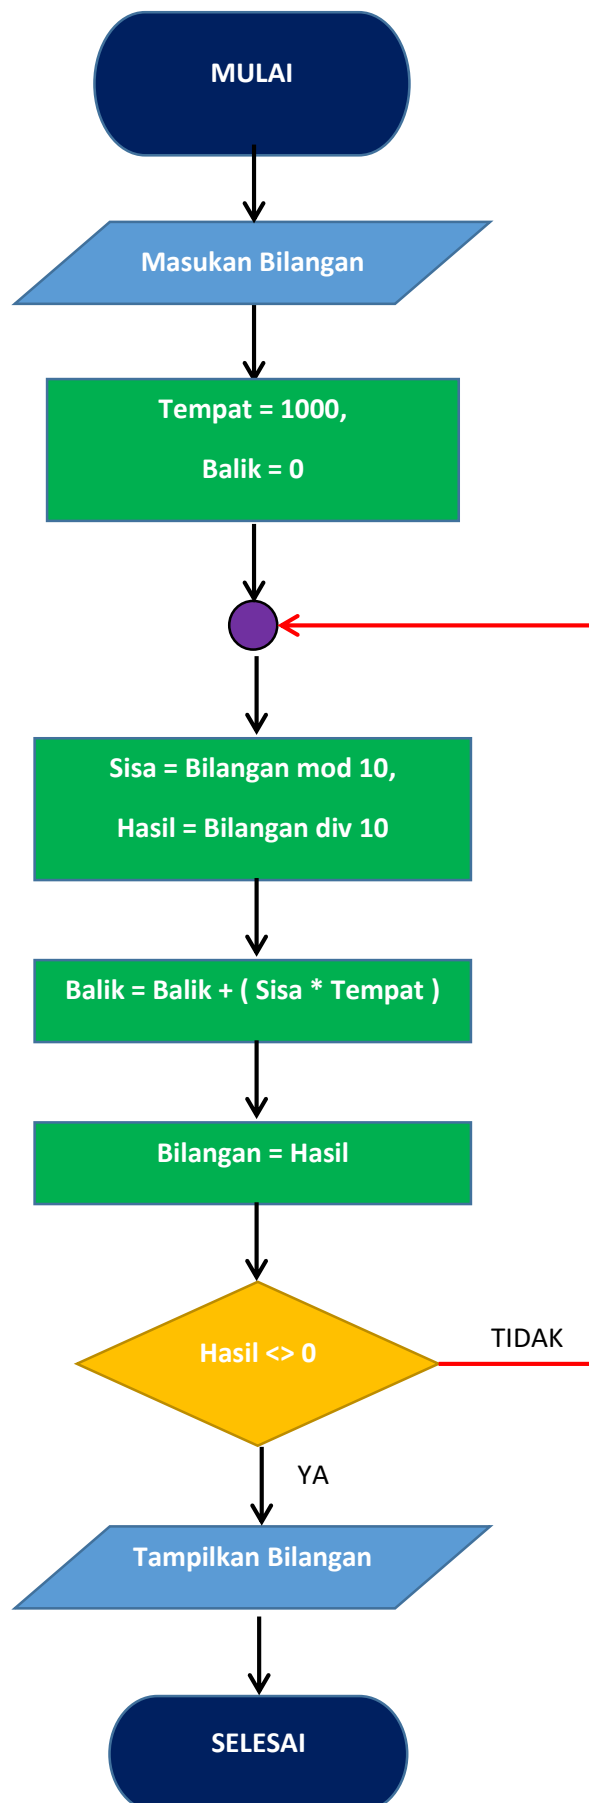 MULAI
Masukan Bilangan
Tempat = 1000,
Balik = 0
Sisa = Bilangan mod 10,
Hasil = Bilangan div 10
Balik = Balik + ( Sisa * Tempat )
Bilangan = Hasil
Hasil <> 0
TIDAK
YA
Tampilkan Bilangan
SELESAI